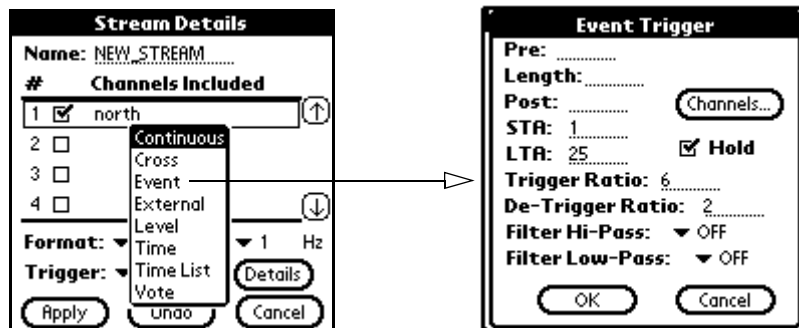 Stream Details
Name: NEW_STREAM
# Channels Included
1 north
2
3
4
Continuous
Cross
Event
External
Level
Time
Time List
Vote
Format: 1 Hz
Trigger: Details
Apply Undo Cancel
Event Trigger
Pre:
Length:
Post: Channels...
STA: 1
LTA: 25 Hold
Trigger Ratio: 6
De-Trigger Ratio: 2
Filter Hi-Pass: OFF
Filter Low-Pass: OFF
OK Cancel